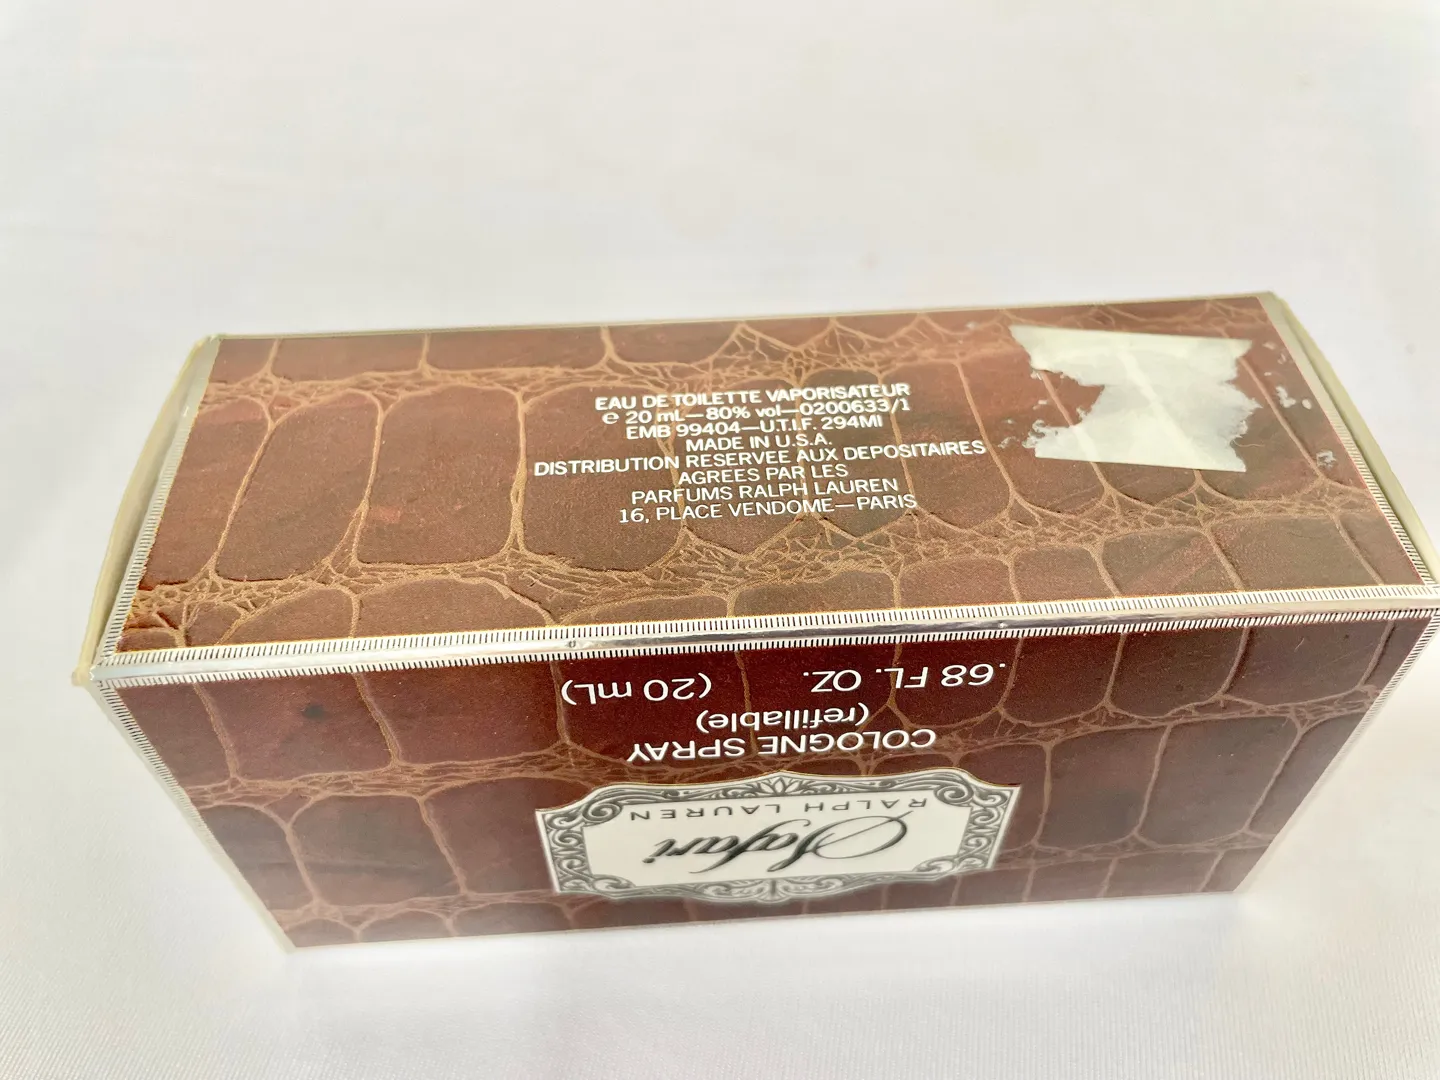 EAU DE TOILETTE VAPORISATEUR
℮ 20 mL—80% vol—0200633/1
EMB 99404—U.T.I.F. 294MI
MADE IN U.S.A.
DISTRIBUTION RESERVEE AUX DEPOSITAIRES
AGREES PAR LES
PARFUMS RALPH LAUREN
16, PLACE VENDOME—PARIS
Safari
RALPH LAUREN
COLOGNE SPRAY
(refillable)
.68 FL. OZ. (20 mL)